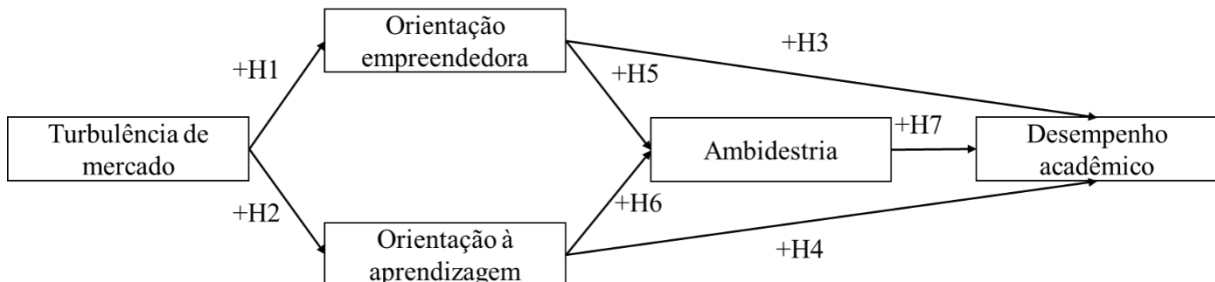 Orientação
empreendedora
+H3
+H1
+H5
Turbulência de
mercado
Ambidestria
+H7
Desempenho
acadêmico
+H2
+H6
Orientação à
aprendizagem
+H4